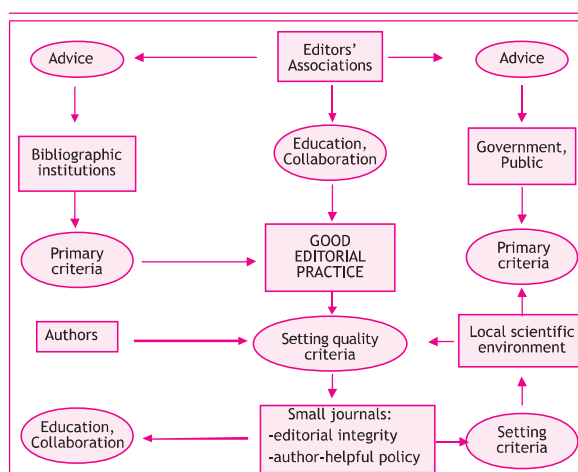 Advice
Editors'
Associations
Advice
Bibliographic
institutions
Education,
Collaboration
Government,
Public
Primary
criteria
GOOD
EDITORIAL
PRACTICE
Primary
criteria
Authors
Setting quality
criteria
Local scientific
environment
Education,
Collaboration
Small journals:
-editorial integrity
-author-helpful policy
Setting
criteria